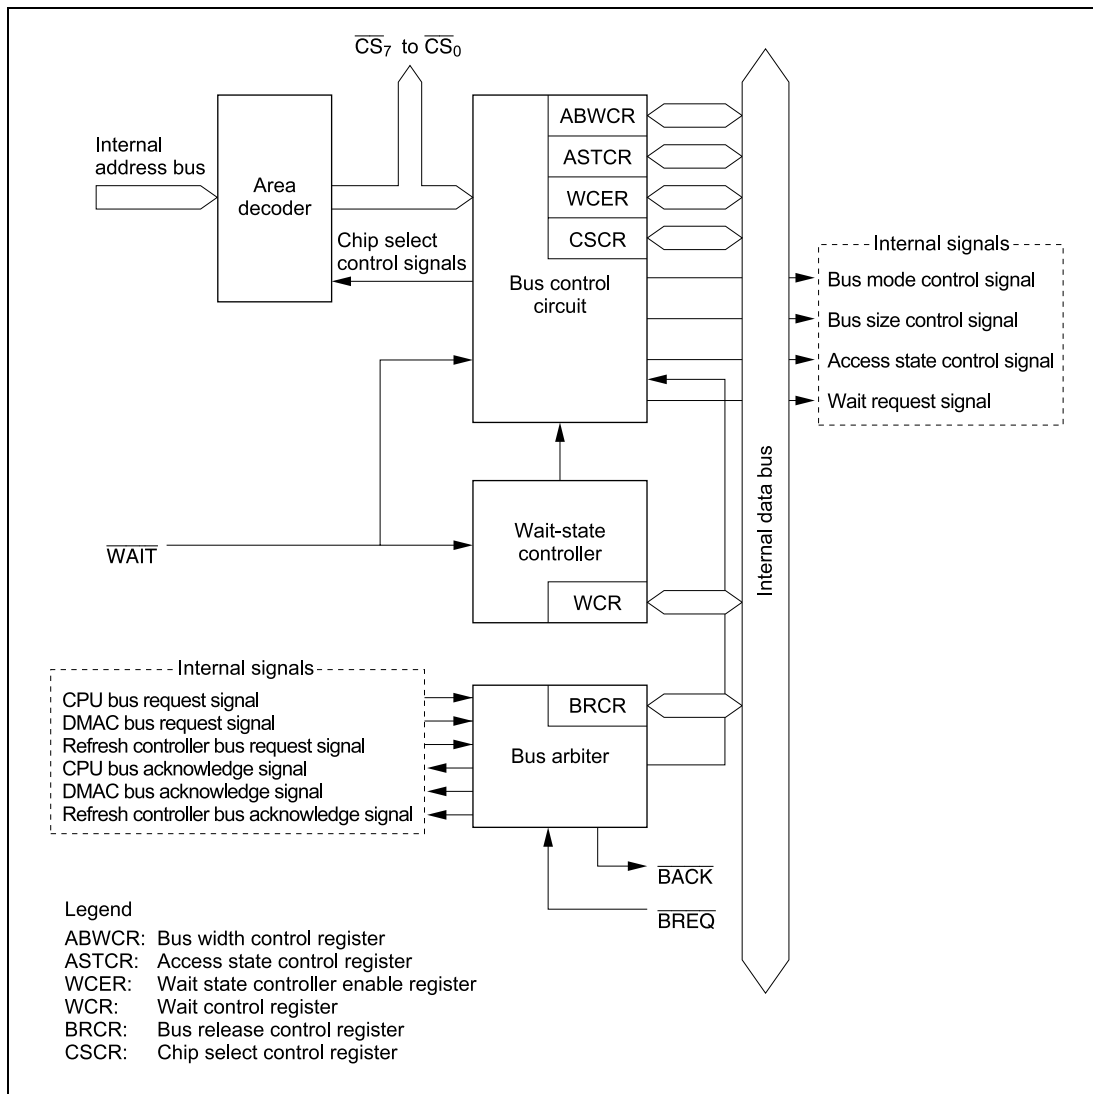 C̅S̅₇ to C̅S̅₀
Internal
address bus
Area
decoder
Chip select
control signals
ABWCR
ASTCR
WCER
CSCR
Bus control
circuit
Internal signals
Bus mode control signal
Bus size control signal
Access state control signal
Wait request signal
Internal data bus
W̅A̅I̅T̅
Wait-state
controller
WCR
Internal signals
CPU bus request signal
DMAC bus request signal
Refresh controller bus request signal
CPU bus acknowledge signal
DMAC bus acknowledge signal
Refresh controller bus acknowledge signal
BRCR
Bus arbiter
B̅A̅C̅K̅
B̅R̅E̅Q̅
Legend
ABWCR: Bus width control register
ASTCR: Access state control register
WCER: Wait state controller enable register
WCR: Wait control register
BRCR: Bus release control register
CSCR: Chip select control register